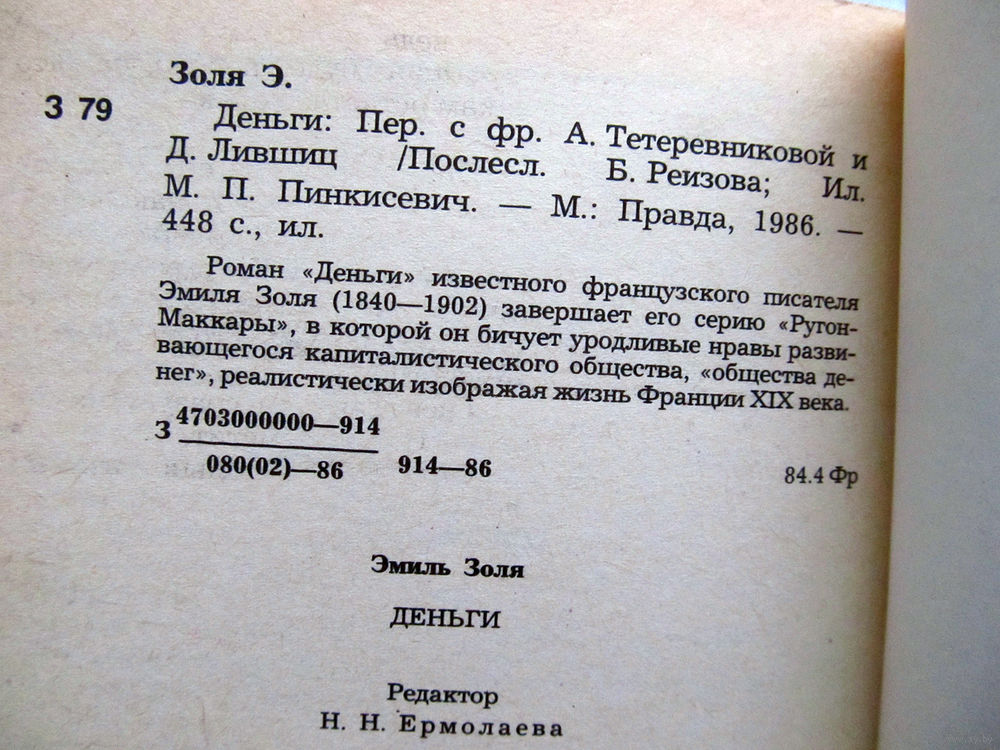 Золя Э.
З 79
Деньги: Пер. с фр. А. Тетеревниковой и
Д. Лившиц /Послесл. Б. Реизова; Ил.
М. П. Пинкисевич. — М.: Правда, 1986. —
448 с., ил.
Роман «Деньги» известного французского писателя
Эмиля Золя (1840—1902) завершает его серию «Ругон-
Маккары», в которой он бичует уродливые нравы разви-
вающегося капиталистического общества, «общества де-
нег», реалистически изображая жизнь Франции XIX века.
З 4703000000—914
080(02)—86 914—86
84.4 Фр
Эмиль Золя
ДЕНЬГИ
Редактор
Н. Н. Ермолаева